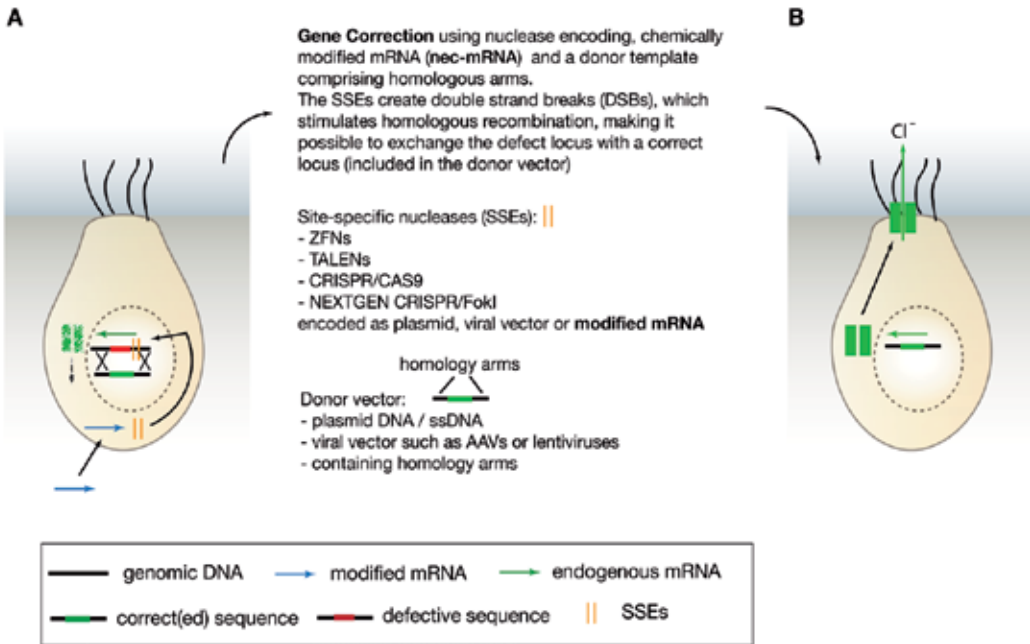 A
B
Gene Correction using nuclease encoding, chemically
modified mRNA (nec-mRNA) and a donor template
comprising homologous arms.
The SSEs create double strand breaks (DSBs), which
stimulates homologous recombination, making it
possible to exchange the defect locus with a correct
locus (included in the donor vector)
Cl⁻
Site-specific nucleases (SSEs):
- ZFNs
- TALENs
- CRISPR/CAS9
- NEXTGEN CRISPR/FokI
encoded as plasmid, viral vector or modified mRNA
homology arms
Donor vector:
- plasmid DNA / ssDNA
- viral vector such as AAVs or lentiviruses
- containing homology arms
genomic DNA modified mRNA endogenous mRNA
correct(ed) sequence defective sequence SSEs